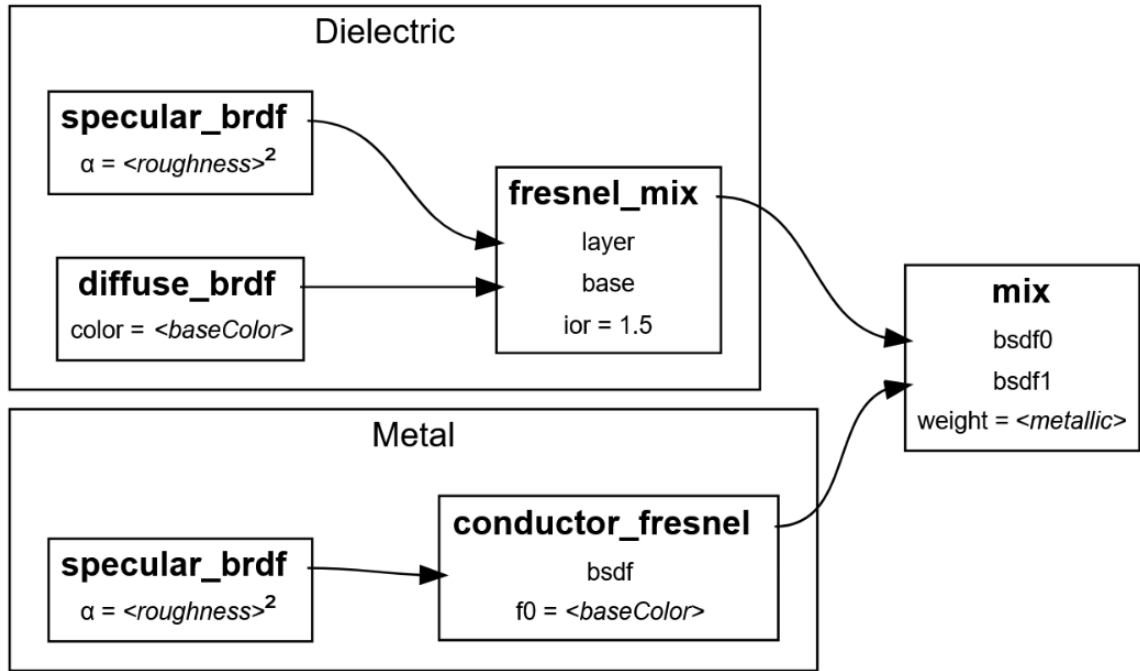 Dielectric
specular_brdf
α = <roughness>²
diffuse_brdf
color = <baseColor>
fresnel_mix
layer
base
ior = 1.5
Metal
specular_brdf
α = <roughness>²
conductor_fresnel
bsdf
f0 = <baseColor>
mix
bsdf0
bsdf1
weight = <metallic>